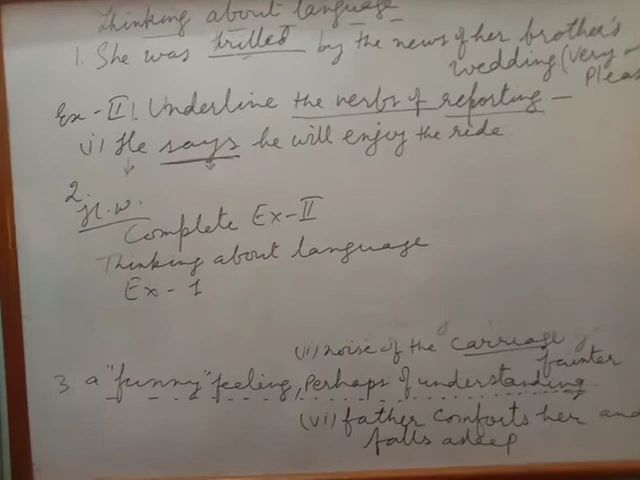 Thinking about language
1. She was trilled by the news of her brother's
wedding (very
Ex-II 1. Underline the verbs of reporting -
(i) He says he will enjoy the ride
2.
H.W.
Complete Ex-II
Thinking about language
Ex-1
(ii) noise of the carriage
fainter
3. a "funny" feeling, Perhaps of understanding
(vi) father comforts her and
falls asleep